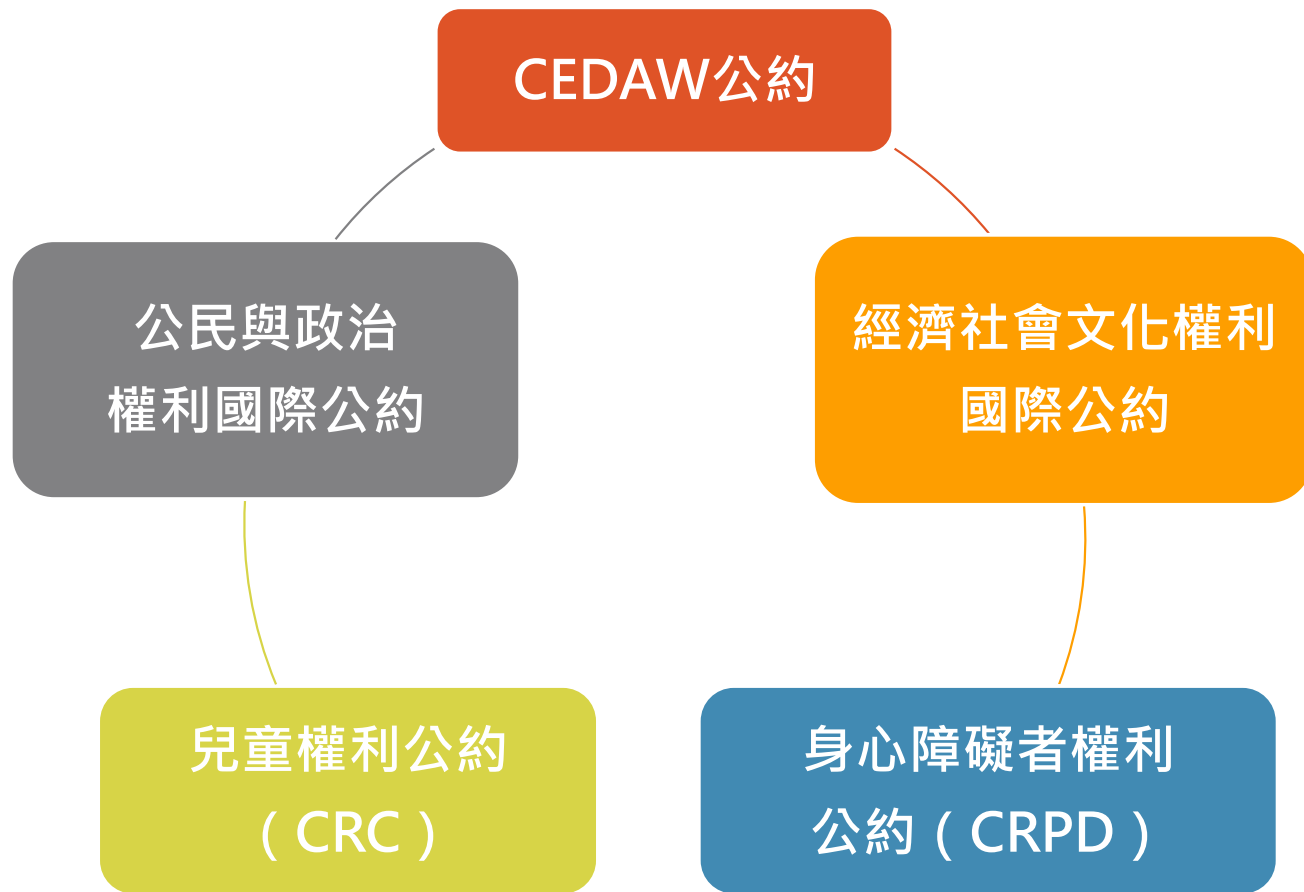 CEDAW公約
公民與政治
權利國際公約
經濟社會文化權利
國際公約
兒童權利公約
（CRC）
身心障礙者權利
公約（CRPD）